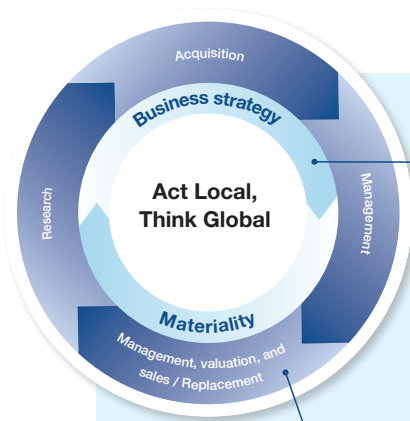 Acquisition
Business strategy
Research
Act Local,
Think Global
Management
Materiality
Management, valuation, and
sales / Replacement